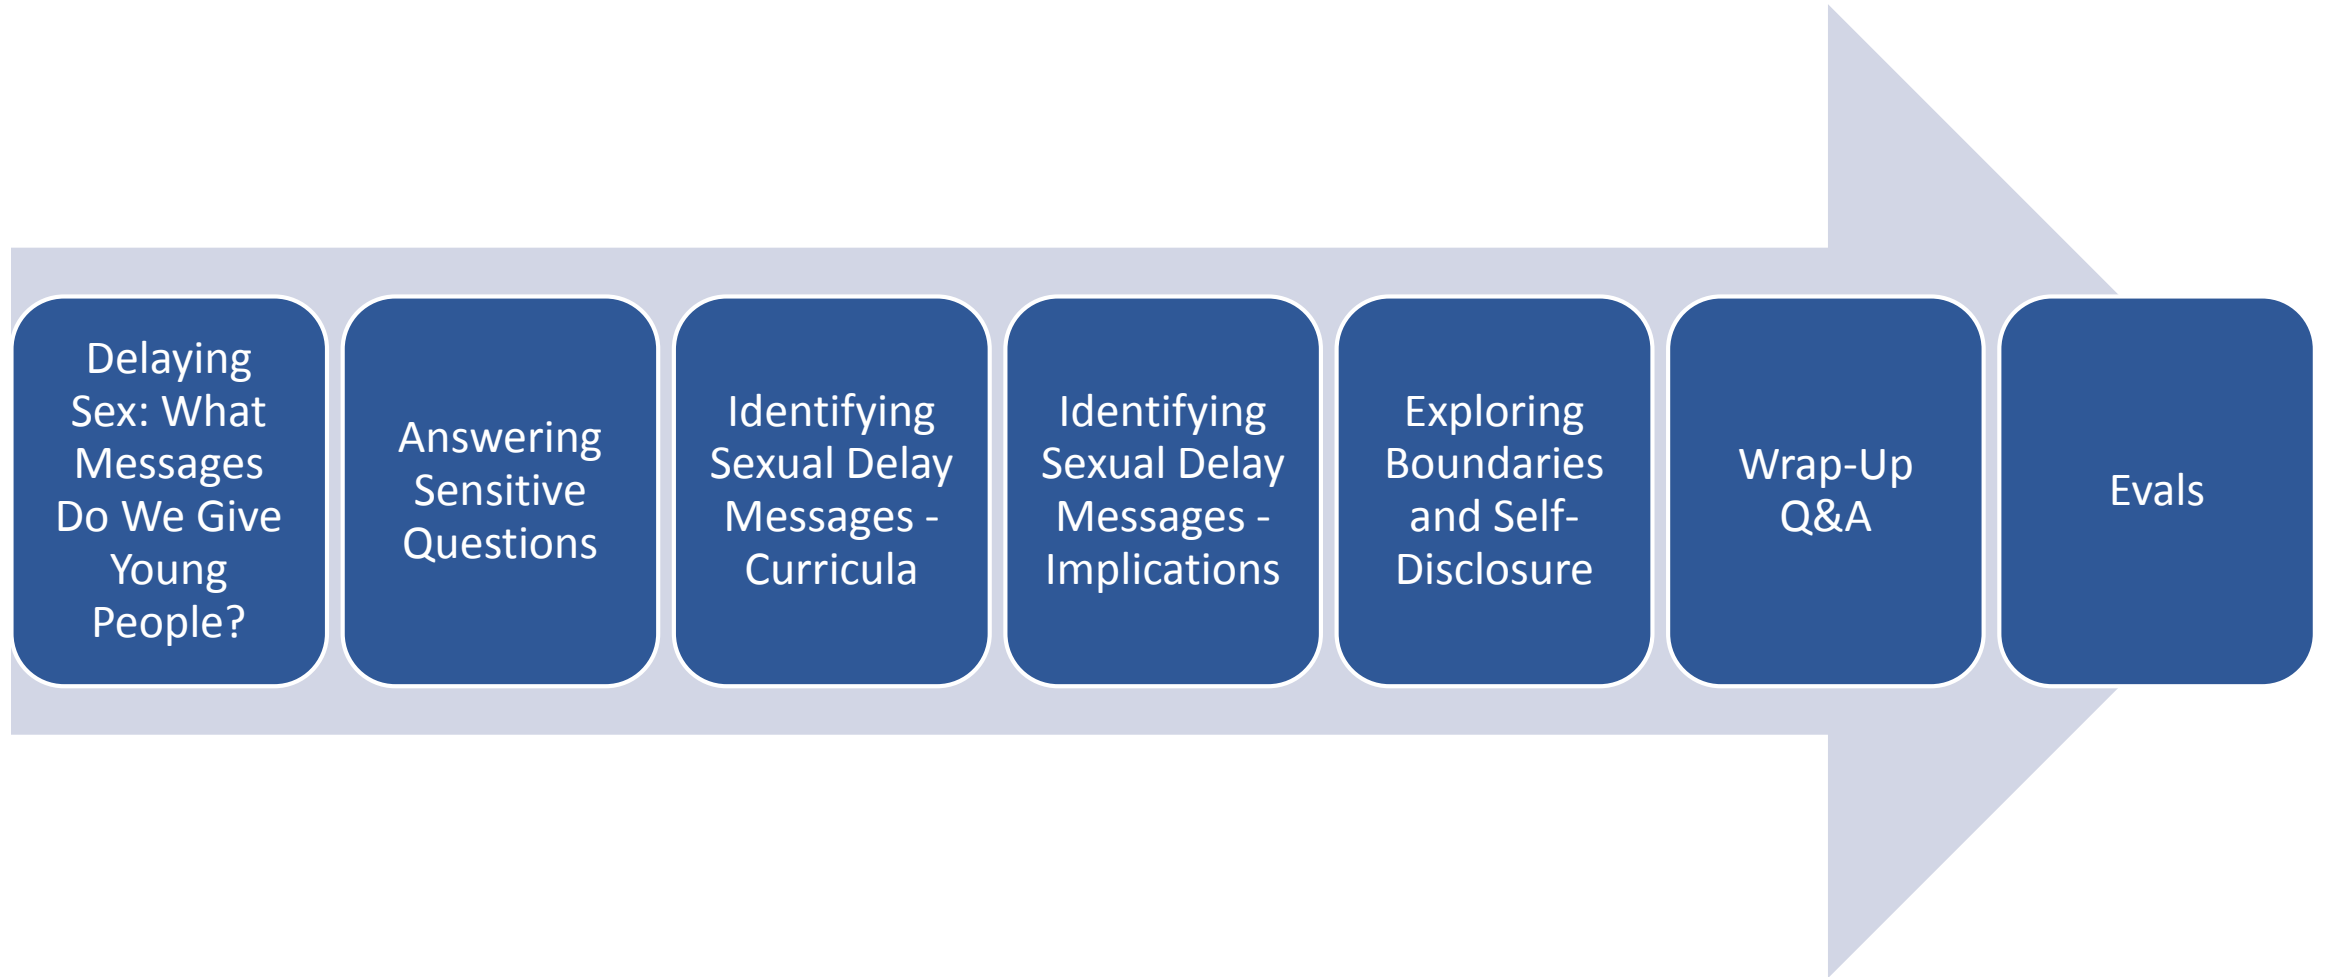 Delaying
Sex: What
Messages
Do We Give
Young
People?
Answering
Sensitive
Questions
Identifying
Sexual Delay
Messages -
Curricula
Identifying
Sexual Delay
Messages -
Implications
Exploring
Boundaries
and Self-
Disclosure
Wrap-Up
Q&A
Evals